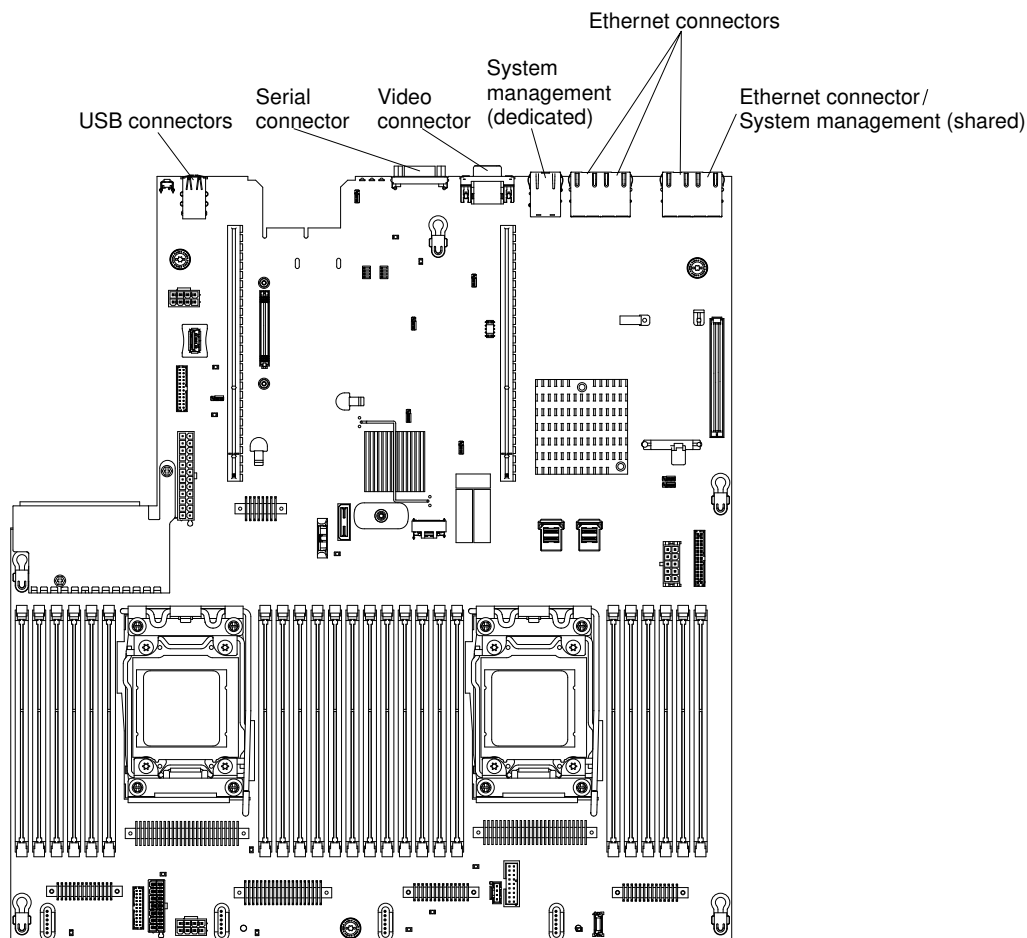 Ethernet connectors
System
management
(dedicated)
Serial
connector
Video
connector
USB connectors
Ethernet connector/
System management (shared)